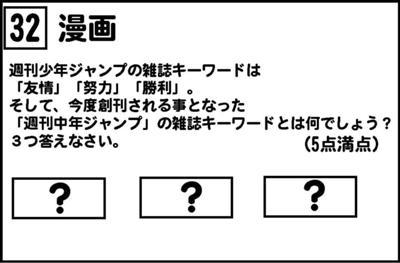 32 漫画
週刊少年ジャンプの雑誌キーワードは
「友情」「努力」「勝利」。
そして、今度創刊される事となった
「週刊中年ジャンプ」の雑誌キーワードとは何でしょう？
３つ答えなさい。 （5点満点）
？ ？ ？